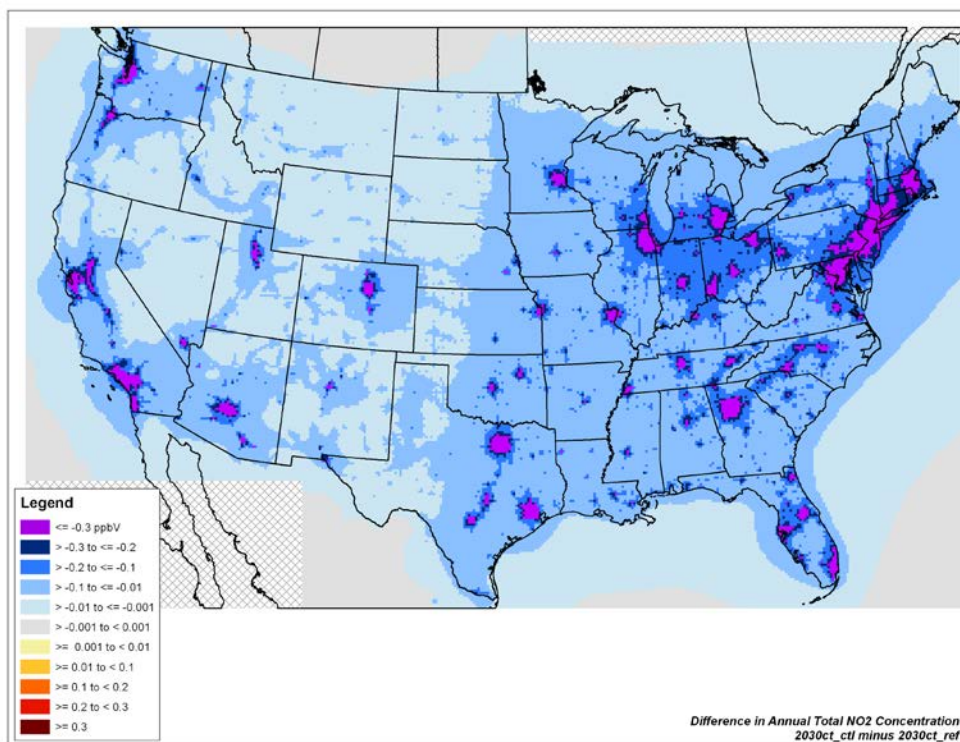 Legend
<= -0.3 ppbV
> -0.3 to <= -0.2
> -0.2 to <= -0.1
> -0.1 to <= -0.01
> -0.01 to <= -0.001
> -0.001 to < 0.001
>= 0.001 to < 0.01
>= 0.01 to < 0.1
>= 0.1 to < 0.2
>= 0.2 to < 0.3
>= 0.3
Difference in Annual Total NO2 Concentration
2030ct_ctl minus 2030ct_ref